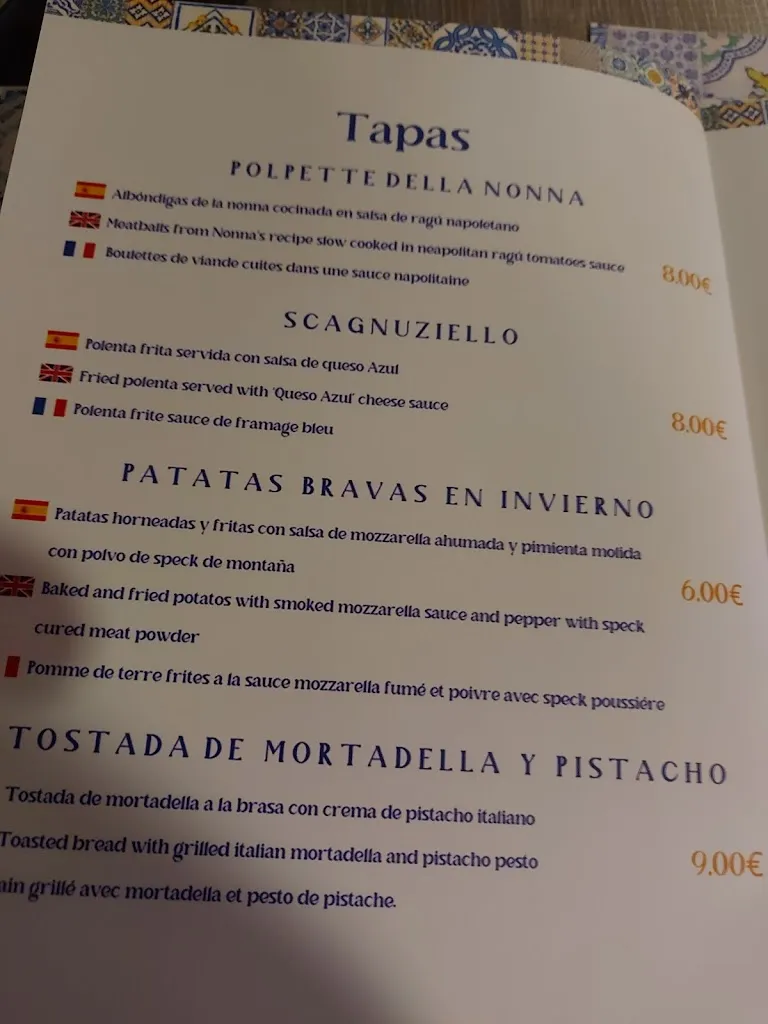 Tapas
POLPETTE DELLA NONNA
Albóndigas de la nonna cocinada en salsa de ragú napoletano
Meatballs from Nonna's recipe slow cooked in neapolitan ragú tomatoes sauce
8.00€
Boulettes de viande cuites dans une sauce napolitaine
SCAGNUZIELLO
Polenta frita servida con salsa de queso Azul
Fried polenta served with 'Queso Azul' cheese sauce
8.00€
Polenta frite sauce de framage bleu
PATATAS BRAVAS EN INVIERNO
Patatas horneadas y fritas con salsa de mozzarella ahumada y pimienta molida
con polvo de speck de montaña
6.00€
Baked and fried potatos with smoked mozzarella sauce and pepper with speck
cured meat powder
Pomme de terre frites a la sauce mozzarella fumé et poivre avec speck poussiére
TOSTADA DE MORTADELLA Y PISTACHO
Tostada de mortadella a la brasa con crema de pistacho italiano
Toasted bread with grilled italian mortadella and pistacho pesto
9.00€
ain grillé avec mortadella et pesto de pistache.